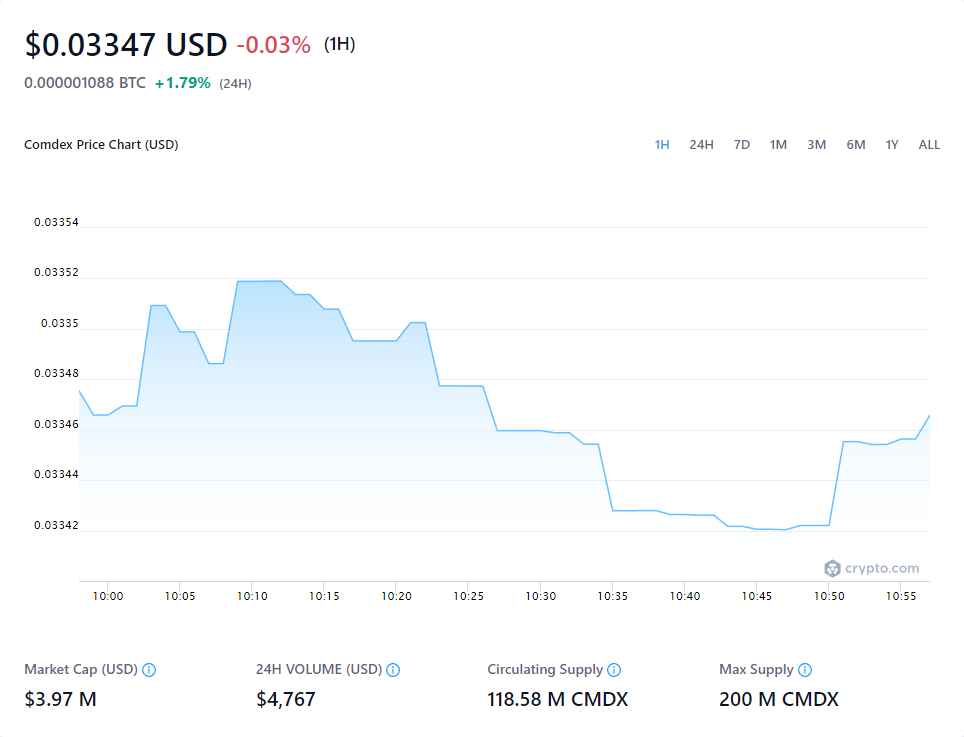 $0.03347 USD -0.03% (1H)
0.000001088 BTC +1.79% (24H)
Comdex Price Chart (USD) 1H 24H 7D 1M 3M 6M 1Y ALL
0.03354
0.03352
0.0335
0.03348
0.03346
0.03344
0.03342
crypto.com
10:00 10:05 10:10 10:15 10:20 10:25 10:30 10:35 10:40 10:45 10:50 10:55
Market Cap (USD) 24H VOLUME (USD) Circulating Supply Max Supply
$3.97 M $4,767 118.58 M CMDX 200 M CMDX